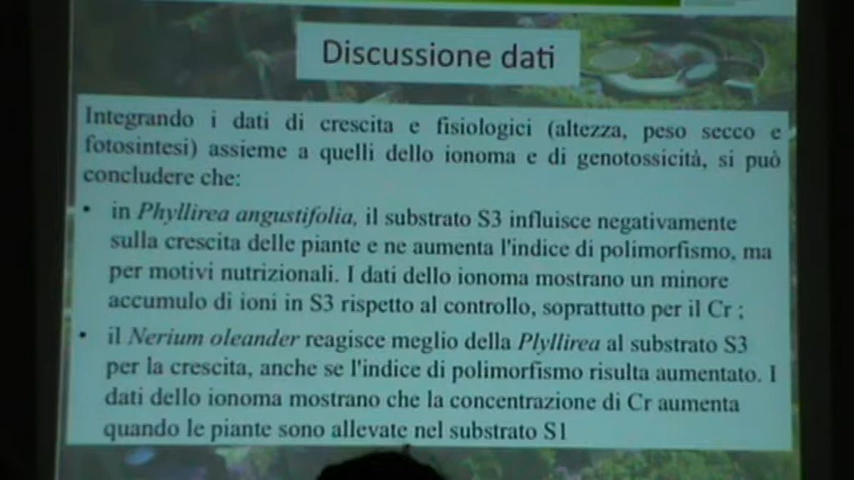 Discussione dati
Integrando i dati di crescita e fisiologici (altezza, peso secco e
fotosintesi) assieme a quelli dello ionoma e di genotossicità, si può
concludere che:
• in Phyllirea angustifolia, il substrato S3 influisce negativamente
sulla crescita delle piante e ne aumenta l'indice di polimorfismo, ma
per motivi nutrizionali. I dati dello ionoma mostrano un minore
accumulo di ioni in S3 rispetto al controllo, soprattutto per il Cr ;
• il Nerium oleander reagisce meglio della Plyllirea al substrato S3
per la crescita, anche se l'indice di polimorfismo risulta aumentato. I
dati dello ionoma mostrano che la concentrazione di Cr aumenta
quando le piante sono allevate nel substrato S1